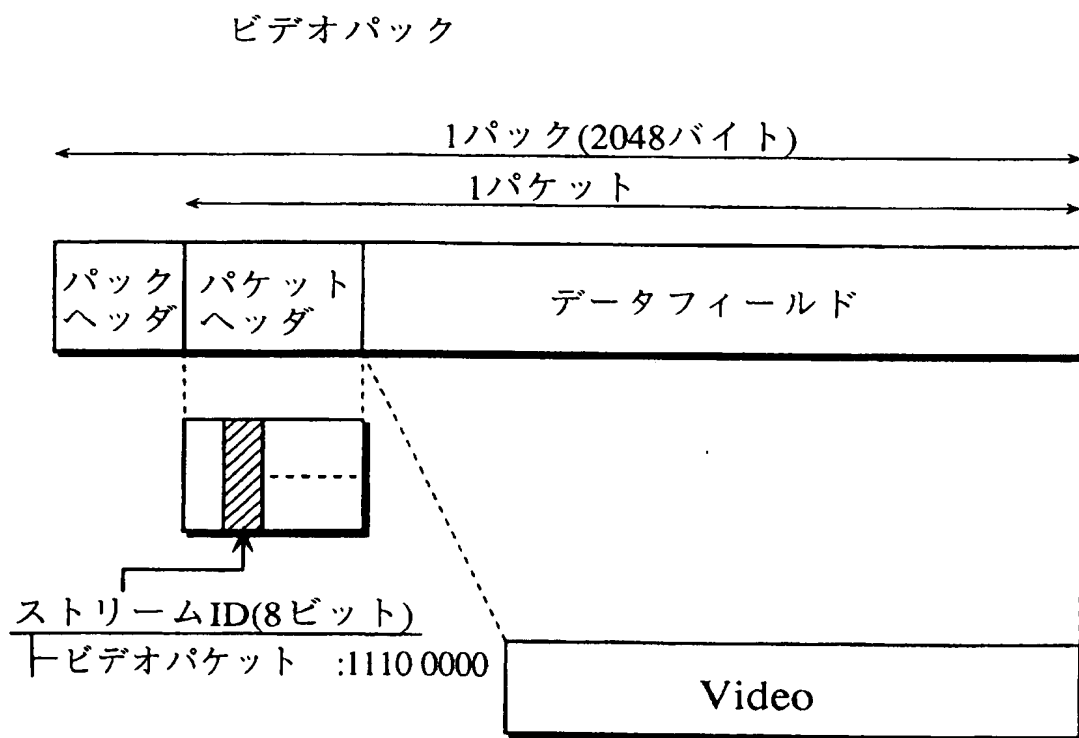 ビデオパック
1パック(2048バイト)
1パケット
パック
ヘッダ
パケット
ヘッダ
データフィールド
ストリームID(8ビット)
ビデオパケット :1110 0000
Video